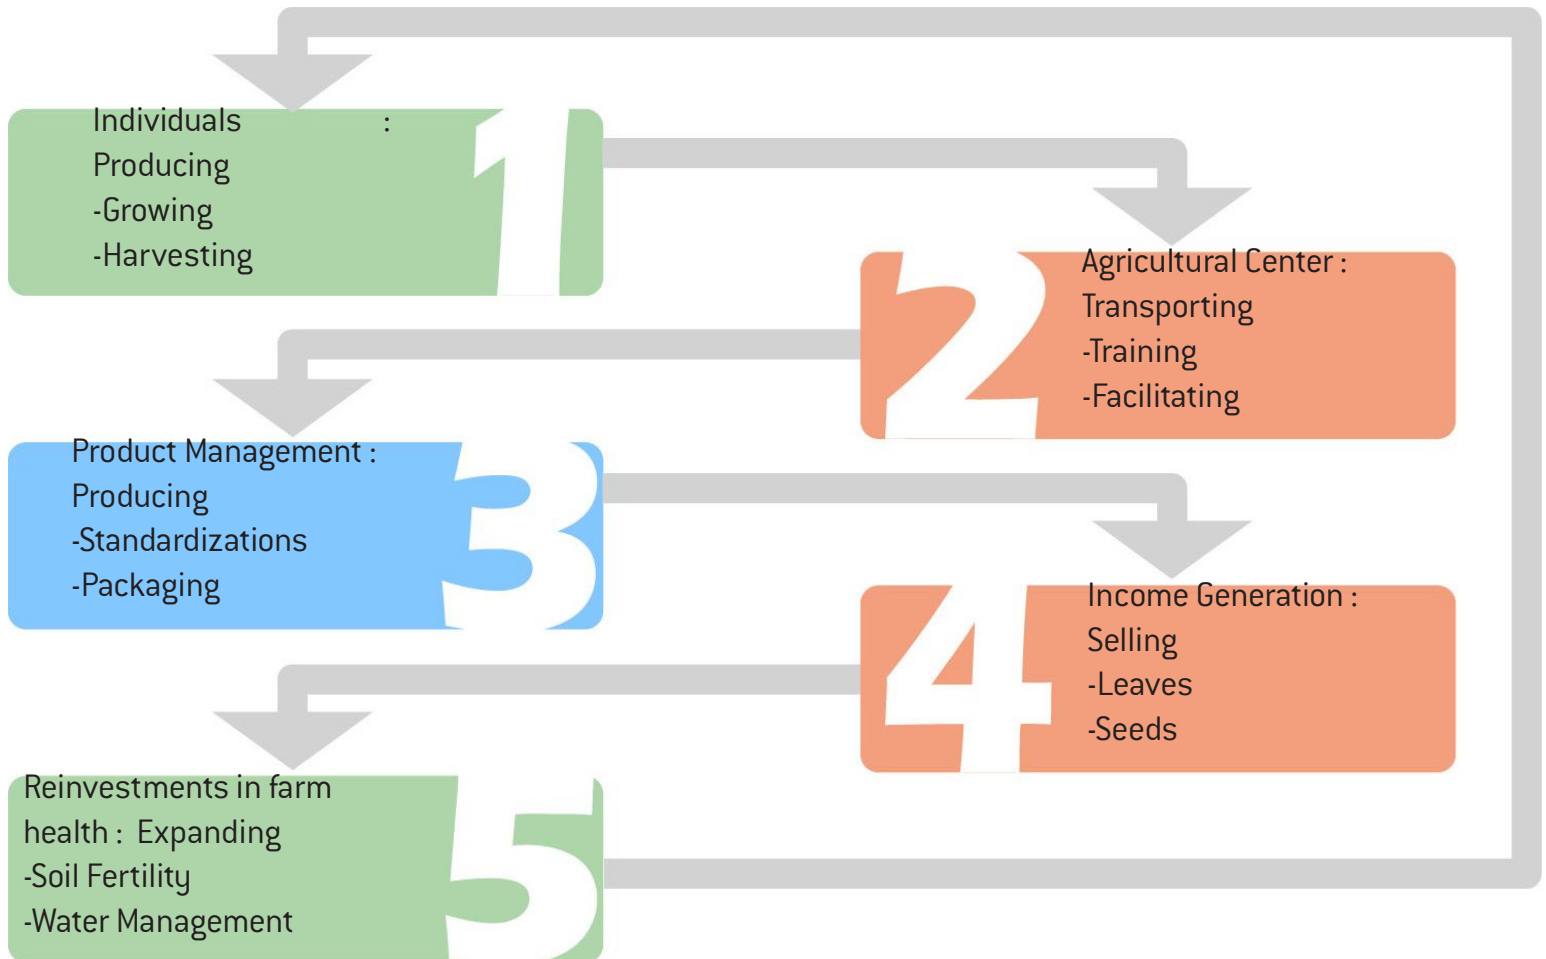 Individuals :
Producing
-Growing
-Harvesting
1
2
Agricultural Center :
Transporting
-Training
-Facilitating
Product Management :
Producing
-Standardizations
-Packaging
3
4
Income Generation :
Selling
-Leaves
-Seeds
Reinvestments in farm
health : Expanding
-Soil Fertility
-Water Management
5